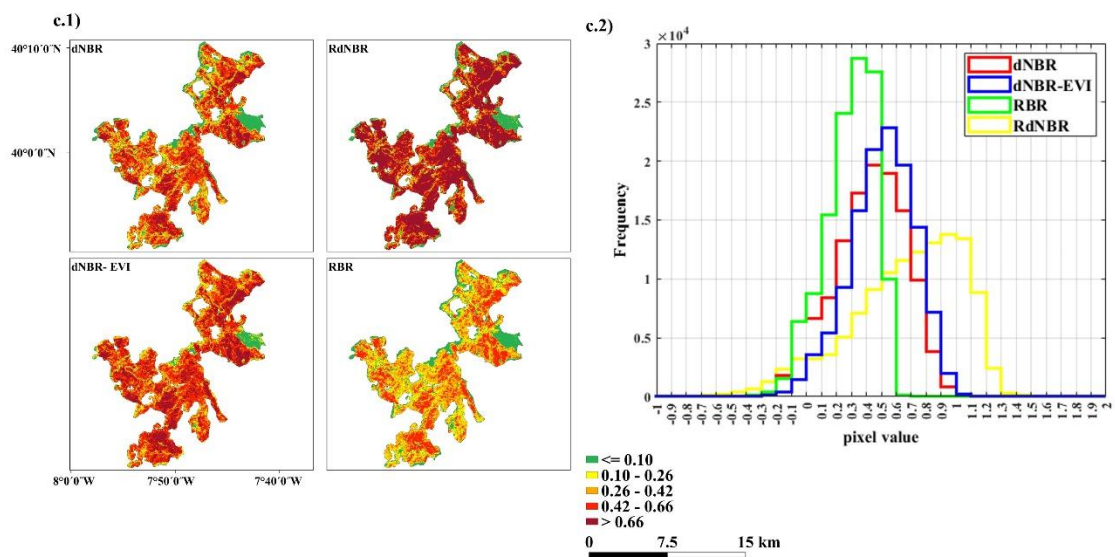 c.1)
40°10´0˝N
40°0´0˝N
dNBR
RdNBR
dNBR- EVI
RBR
8°0´0˝W
7°50´0˝W
7°40´0˝W
c.2)
×10⁴
3
2.5
2
1.5
1
0.5
0
Frequency
dNBR
dNBR-EVI
RBR
RdNBR
-1 -0.9 -0.8 -0.7 -0.6 -0.5 -0.4 -0.3 -0.2 -0.1 0 0.1 0.2 0.3 0.4 0.5 0.6 0.7 0.8 0.9 1 1.1 1.2 1.3 1.4 1.5 1.6 1.7 1.8 1.9 2
pixel value
<= 0.10
0.10 - 0.26
0.26 - 0.42
0.42 - 0.66
> 0.66
0 7.5 15 km